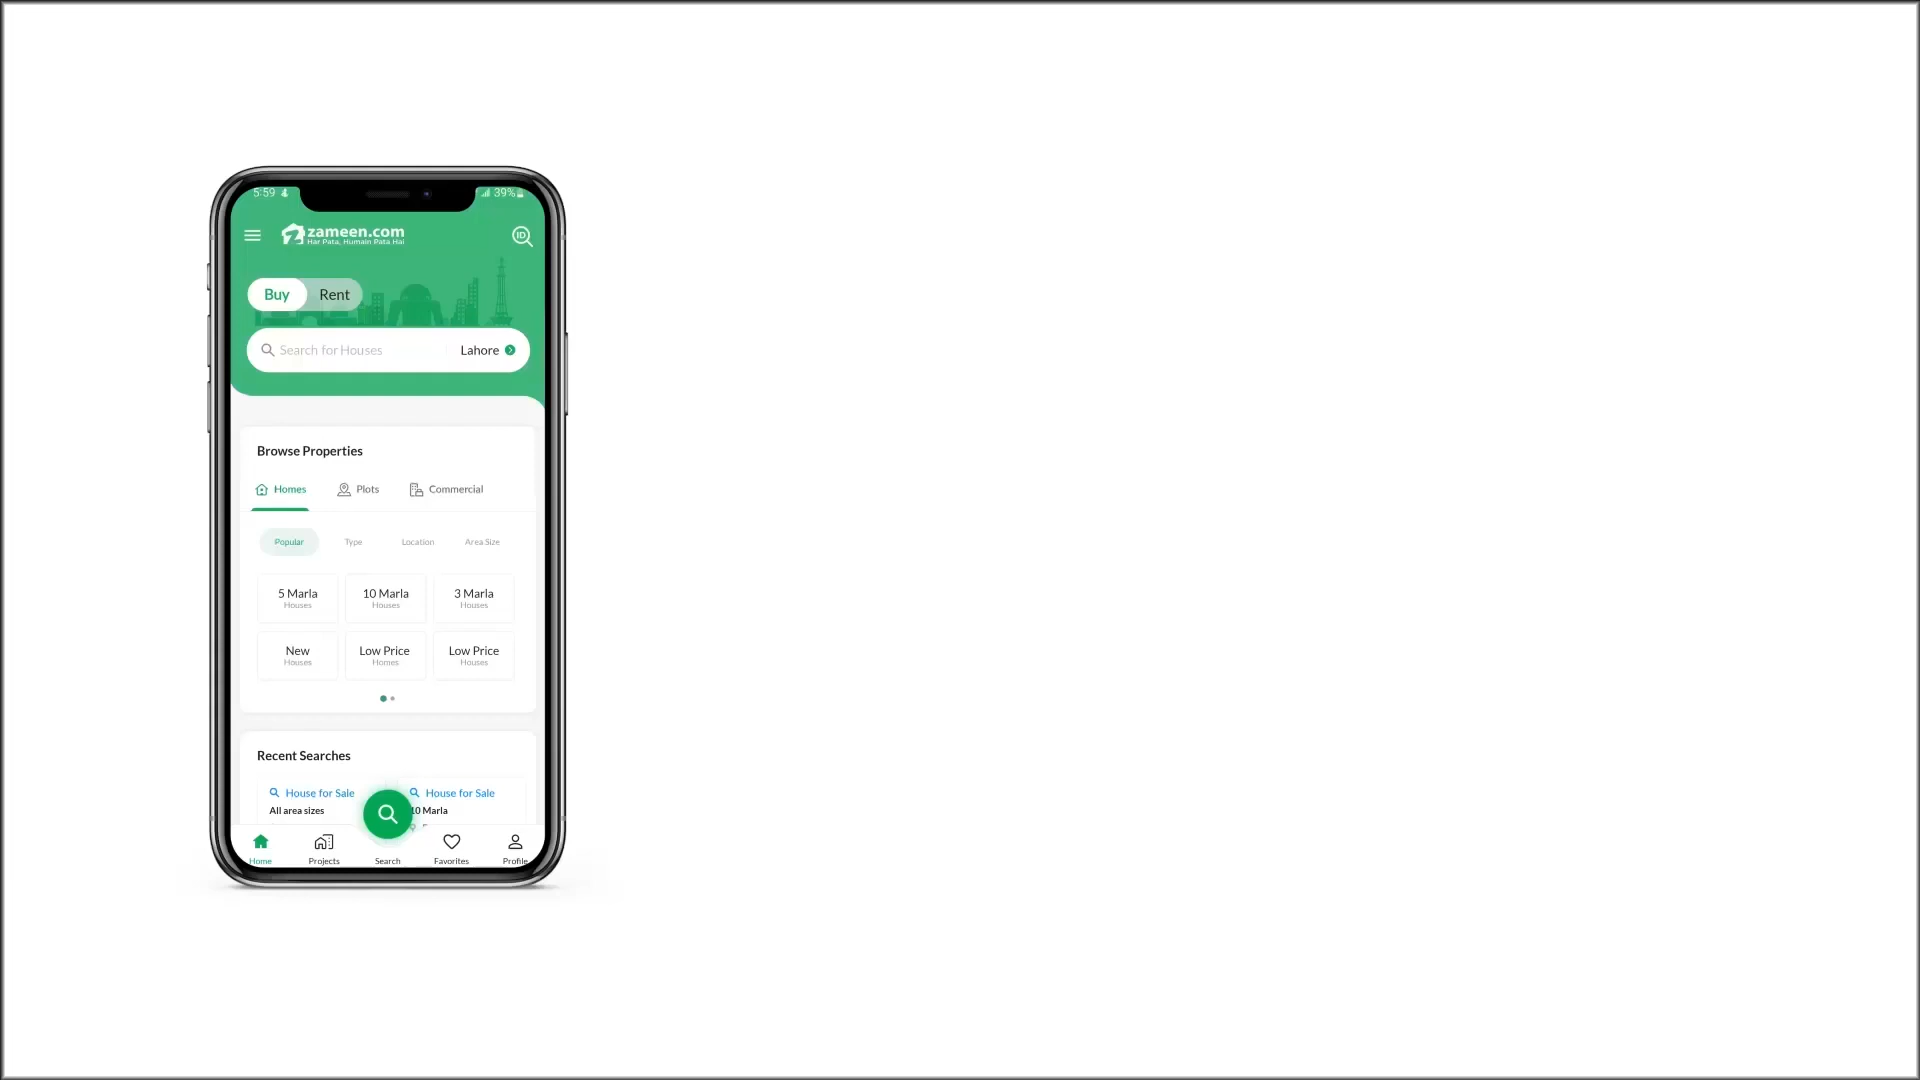 5:59 39%
zameen.com
Har Pata, Humain Pata Hai
ID
Buy Rent
Search for Houses Lahore
Browse Properties
Homes Plots Commercial
Popular Type Location Area Size
5 Marla 10 Marla 3 Marla
Houses Houses Houses
New Low Price Low Price
Houses Homes Houses
Recent Searches
House for Sale House for Sale
All area sizes 10 Marla
Home Projects Search Favorites Profile